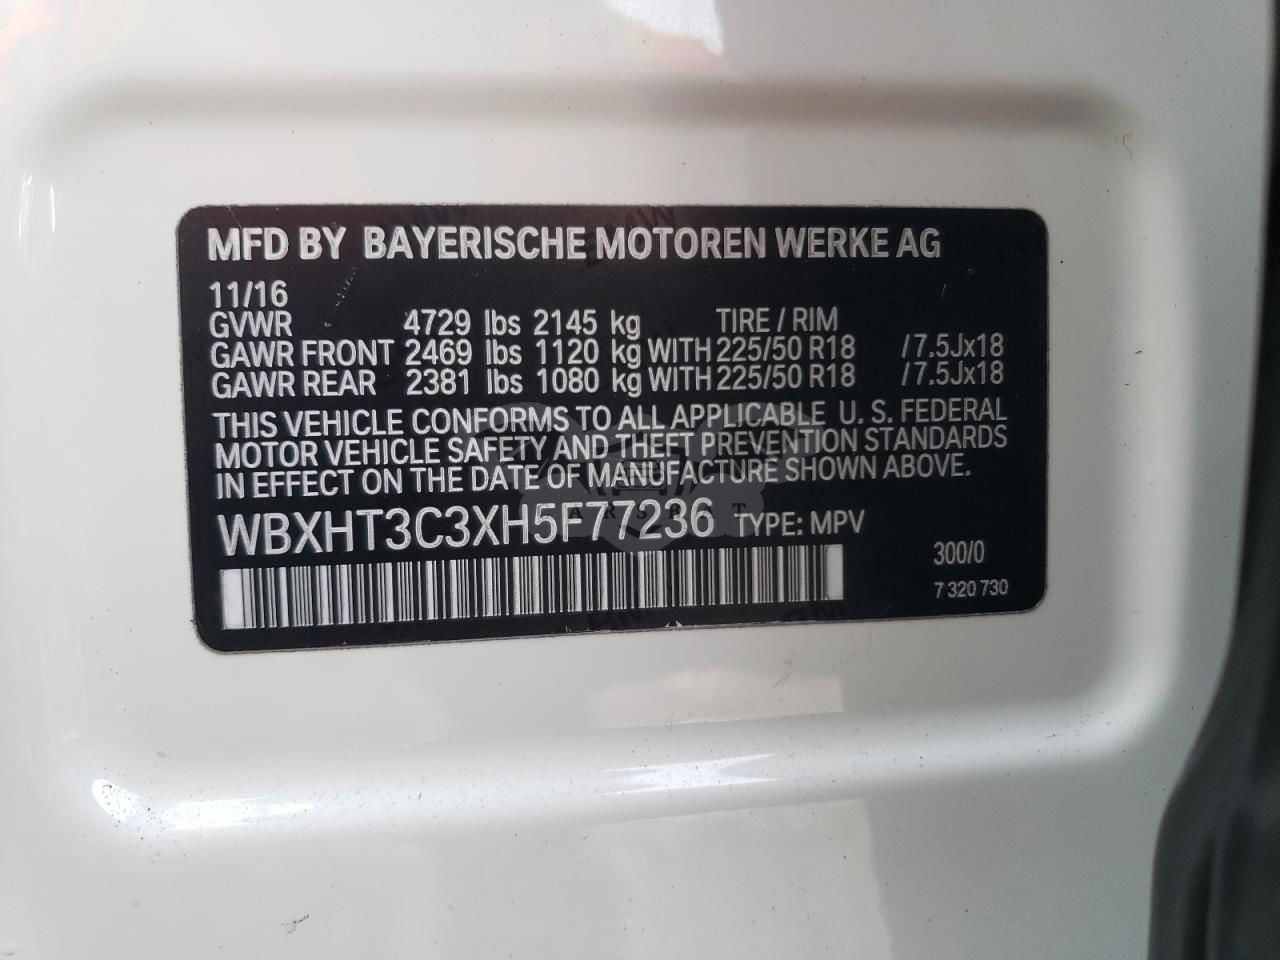 MFD BY BAYERISCHE MOTOREN WERKE AG
11/16
GVWR 4729 lbs 2145 kg TIRE / RIM
GAWR FRONT 2469 lbs 1120 kg WITH 225/50 R18 /7.5Jx18
GAWR REAR 2381 lbs 1080 kg WITH 225/50 R18 /7.5Jx18
THIS VEHICLE CONFORMS TO ALL APPLICABLE U. S. FEDERAL
MOTOR VEHICLE SAFETY AND THEFT PREVENTION STANDARDS
IN EFFECT ON THE DATE OF MANUFACTURE SHOWN ABOVE.
WBXHT3C3XH5F77236 TYPE: MPV
300/0
7 320 730